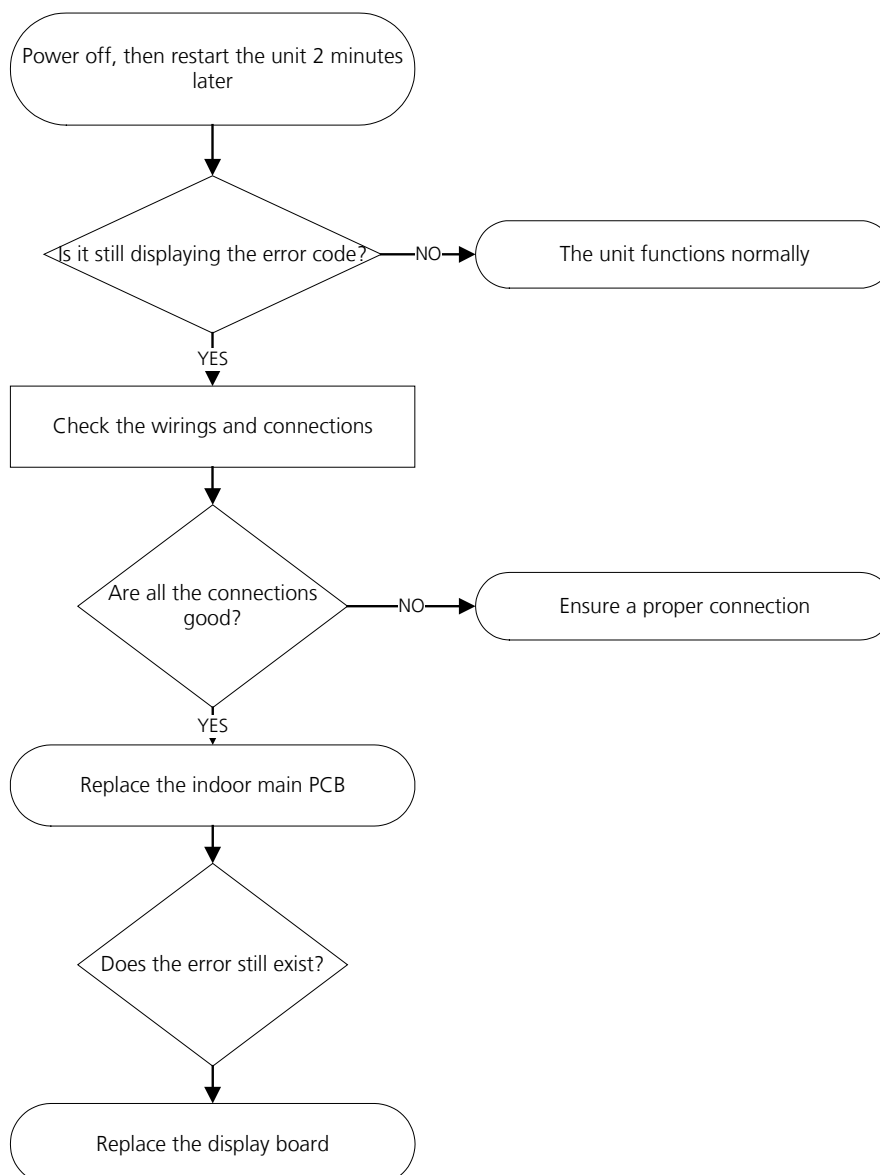 Power off, then restart the unit 2 minutes
later
Is it still displaying the error code?
NO
The unit functions normally
YES
Check the wirings and connections
Are all the connections
good?
NO
Ensure a proper connection
YES
Replace the indoor main PCB
Does the error still exist?
Replace the display board